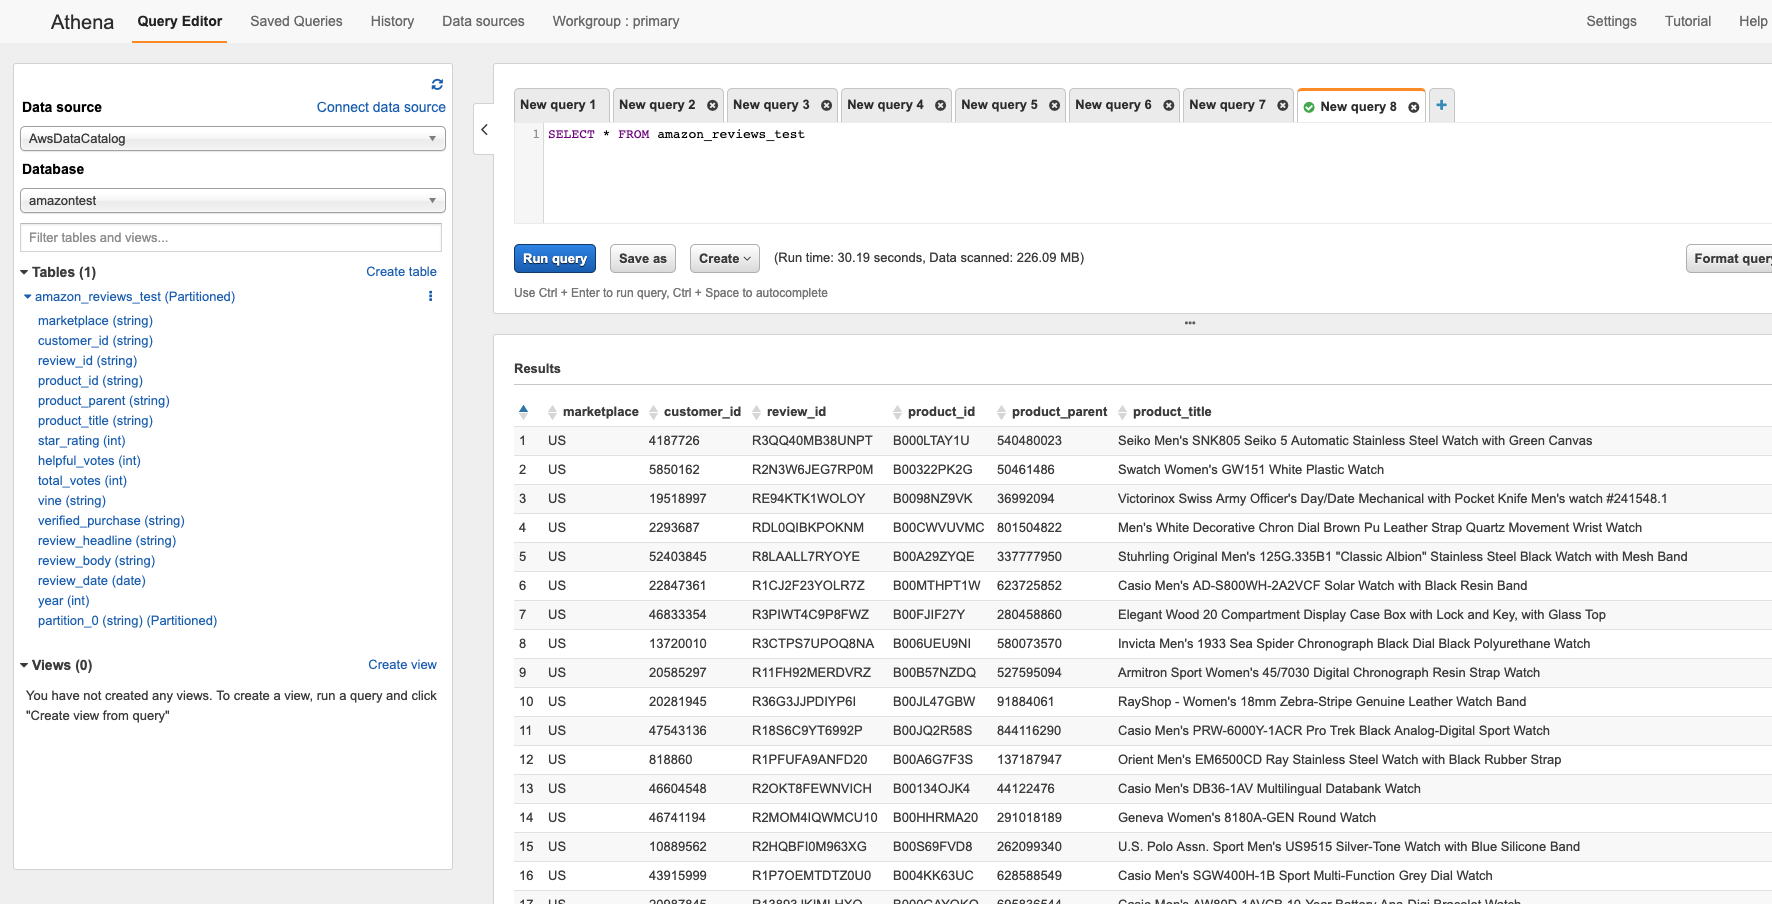 Athena Query Editor Saved Queries History Data sources Workgroup : primary Settings Tutorial Help
Data source Connect data source
AwsDataCatalog
Database
amazontest
Filter tables and views...
Tables (1) Create table
amazon_reviews_test (Partitioned)
marketplace (string)
customer_id (string)
review_id (string)
product_id (string)
product_parent (string)
product_title (string)
star_rating (int)
helpful_votes (int)
total_votes (int)
vine (string)
verified_purchase (string)
review_headline (string)
review_body (string)
review_date (date)
year (int)
partition_0 (string) (Partitioned)
Views (0) Create view
You have not created any views. To create a view, run a query and click
"Create view from query"
New query 1 New query 2 New query 3 New query 4 New query 5 New query 6 New query 7 New query 8
1 SELECT * FROM amazon_reviews_test
Run query Save as Create (Run time: 30.19 seconds, Data scanned: 226.09 MB) Format query
Use Ctrl + Enter to run query, Ctrl + Space to autocomplete
Results
marketplace customer_id review_id product_id product_parent product_title
1 US 4187726 R3QQ40MB38UNPT B000LTAY1U 540480023 Seiko Men's SNK805 Seiko 5 Automatic Stainless Steel Watch with Green Canvas
2 US 5850162 R2N3W6JEG7RP0M B00322PK2G 50461486 Swatch Women's GW151 White Plastic Watch
3 US 19518997 RE94KTK1WOLOY B0098NZ9VK 36992094 Victorinox Swiss Army Officer's Day/Date Mechanical with Pocket Knife Men's watch #241548.1
4 US 2293687 RDL0QIBKPOKNM B00CWVUVMC 801504822 Men's White Decorative Chron Dial Brown Pu Leather Strap Quartz Movement Wrist Watch
5 US 52403845 R8LAALL7RYOYE B00A29ZYQE 337777950 Stuhrling Original Men's 125G.335B1 "Classic Albion" Stainless Steel Black Watch with Mesh Band
6 US 22847361 R1CJ2F23YOLR7Z B00MTHPT1W 623725852 Casio Men's AD-S800WH-2A2VCF Solar Watch with Black Resin Band
7 US 46833354 R3PIWT4C9P8FWZ B00FJIF27Y 280458860 Elegant Wood 20 Compartment Display Case Box with Lock and Key, with Glass Top
8 US 13720010 R3CTPS7UPOQ8NA B006UEU9NI 580073570 Invicta Men's 1933 Sea Spider Chronograph Black Dial Black Polyurethane Watch
9 US 20585297 R11FH92MERDVRZ B00B57NZDQ 527595094 Armitron Sport Women's 45/7030 Digital Chronograph Resin Strap Watch
10 US 20281945 R36G3JJPDIYP6I B00JL47GBW 91884061 RayShop - Women's 18mm Zebra-Stripe Genuine Leather Watch Band
11 US 47543136 R18S6C9YT6992P B00JQ2R58S 844116290 Casio Men's PRW-6000Y-1ACR Pro Trek Black Analog-Digital Sport Watch
12 US 818860 R1PFUFA9ANFD20 B00A6G7F3S 137187947 Orient Men's EM6500CD Ray Stainless Steel Watch with Black Rubber Strap
13 US 46604548 R2OKT8FEWNVICH B00134OJK4 44122476 Casio Men's DB36-1AV Multilingual Databank Watch
14 US 46741194 R2MOM4IQWMCU10 B00HHRMA20 291018189 Geneva Women's 8180A-GEN Round Watch
15 US 10889562 R2HQBFI0M963XG B00S69FVD8 262099340 U.S. Polo Assn. Sport Men's US9515 Silver-Tone Watch with Blue Silicone Band
16 US 43915999 R1P7OEMTDTZ0U0 B004KK63UC 628588549 Casio Men's SGW400H-1B Sport Multi-Function Grey Dial Watch
17 US